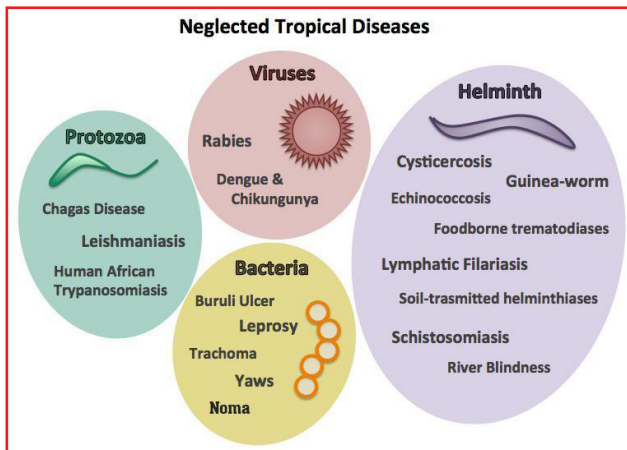 Neglected Tropical Diseases
Viruses
Rabies
Dengue &
Chikungunya
Protozoa
Chagas Disease
Leishmaniasis
Human African
Trypanosomiasis
Bacteria
Buruli Ulcer
Leprosy
Trachoma
Yaws
Noma
Helminth
Cysticercosis
Guinea-worm
Echinococcosis
Foodborne trematodiases
Lymphatic Filariasis
Soil-trasmitted helminthiases
Schistosomiasis
River Blindness